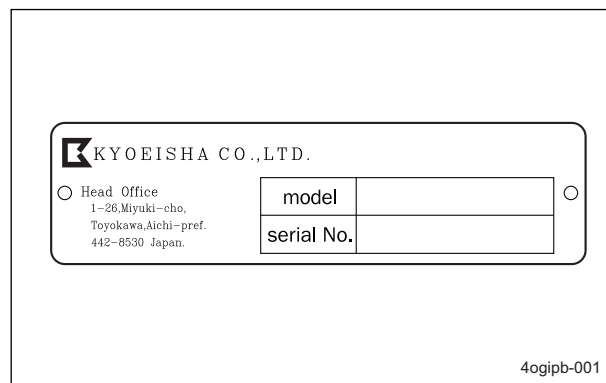 KYOEISHA CO.,LTD.
Head Office
1-26,Miyuki-cho,
Toyokawa,Aichi-pref.
442-8530 Japan.
model
serial No.
4ogipb-001